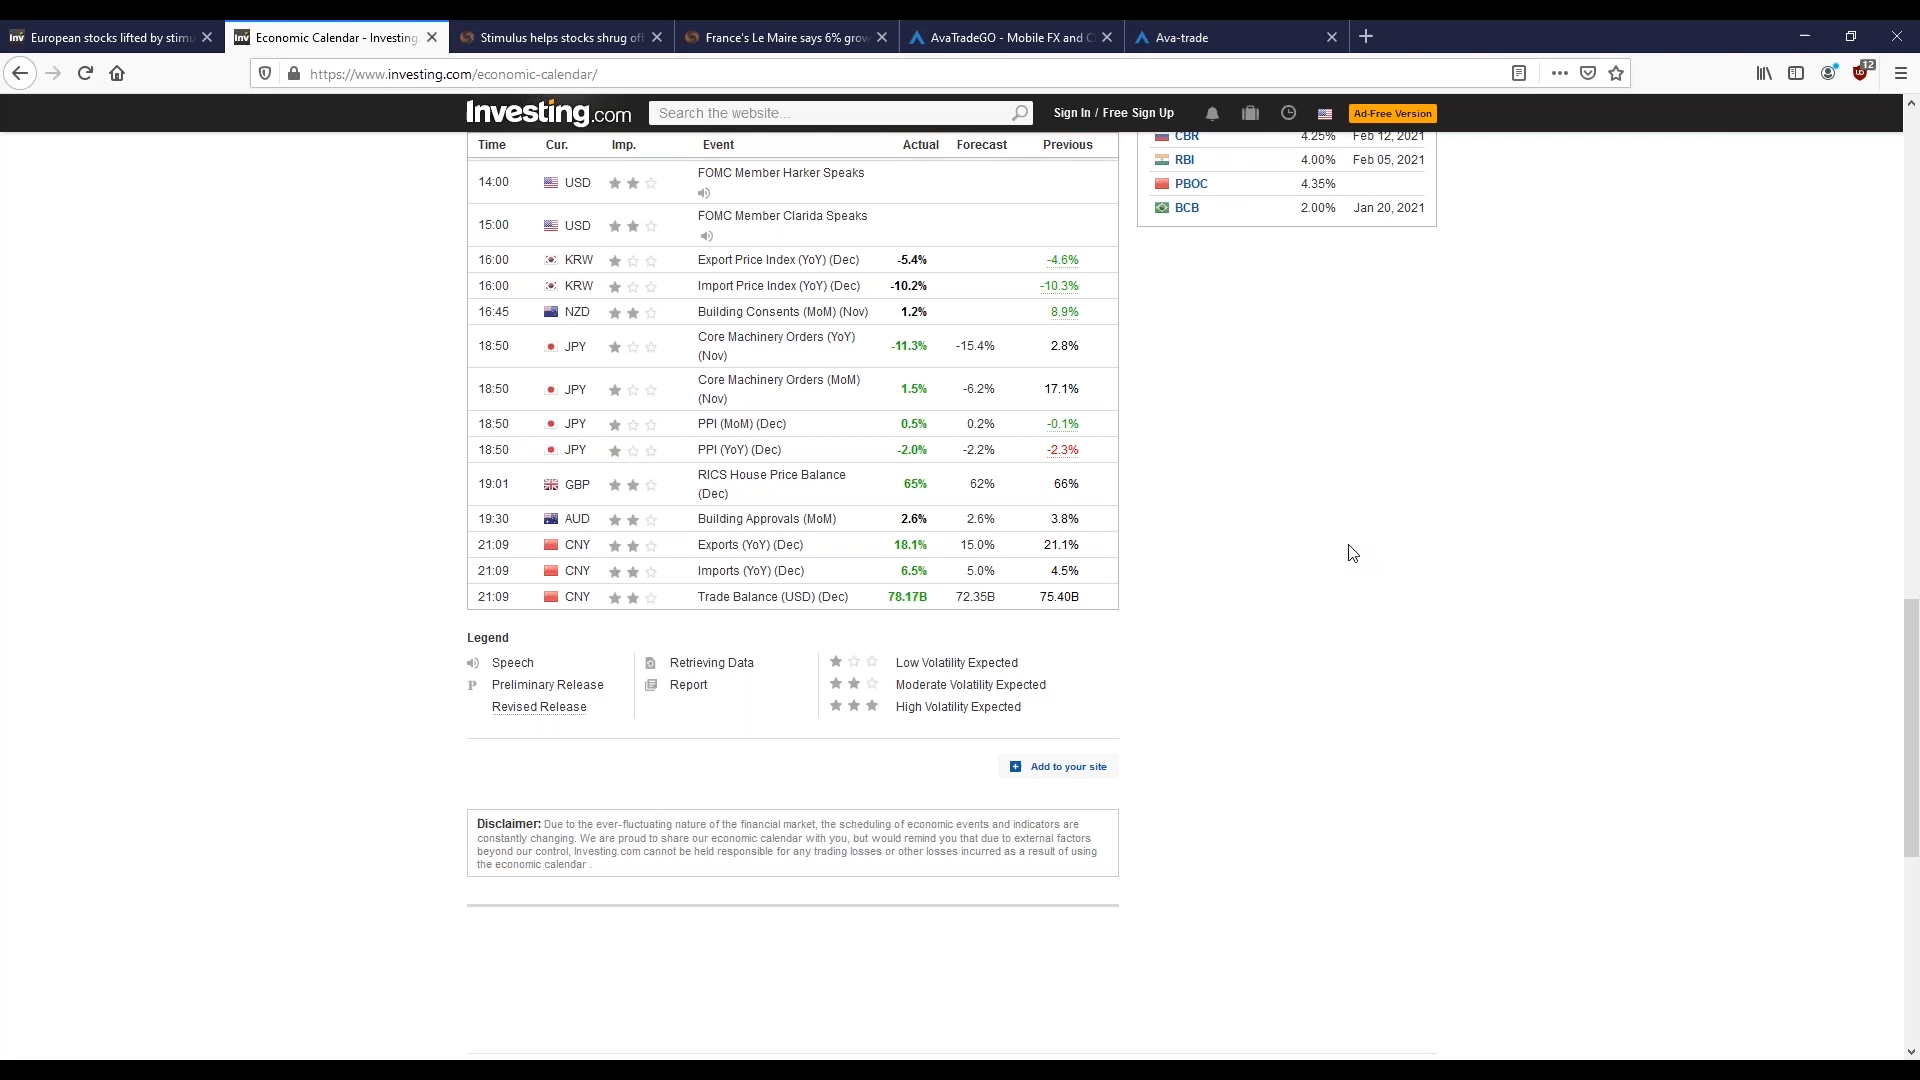 European stocks lifted by stimu
Economic Calendar - Investing
Stimulus helps stocks shrug off
France's Le Maire says 6% grow
AvaTradeGO - Mobile FX and C
Ava-trade
https://www.investing.com/economic-calendar/
12
Investing.com
Search the website...
Sign In / Free Sign Up
Ad-Free Version
Time Cur. Imp. Event Actual Forecast Previous
14:00 USD FOMC Member Harker Speaks
15:00 USD FOMC Member Clarida Speaks
16:00 KRW Export Price Index (YoY) (Dec) -5.4% -4.6%
16:00 KRW Import Price Index (YoY) (Dec) -10.2% -10.3%
16:45 NZD Building Consents (MoM) (Nov) 1.2% 8.9%
18:50 JPY Core Machinery Orders (YoY) (Nov) -11.3% -15.4% 2.8%
18:50 JPY Core Machinery Orders (MoM) (Nov) 1.5% -6.2% 17.1%
18:50 JPY PPI (MoM) (Dec) 0.5% 0.2% -0.1%
18:50 JPY PPI (YoY) (Dec) -2.0% -2.2% -2.3%
19:01 GBP RICS House Price Balance (Dec) 65% 62% 66%
19:30 AUD Building Approvals (MoM) 2.6% 2.6% 3.8%
21:09 CNY Exports (YoY) (Dec) 18.1% 15.0% 21.1%
21:09 CNY Imports (YoY) (Dec) 6.5% 5.0% 4.5%
21:09 CNY Trade Balance (USD) (Dec) 78.17B 72.35B 75.40B
CBR 4.25% Feb 12, 2021
RBI 4.00% Feb 05, 2021
PBOC 4.35%
BCB 2.00% Jan 20, 2021
Legend
Speech
P Preliminary Release
Revised Release
Retrieving Data
Report
Low Volatility Expected
Moderate Volatility Expected
High Volatility Expected
Add to your site
Disclaimer: Due to the ever-fluctuating nature of the financial market, the scheduling of economic events and indicators are
constantly changing. We are proud to share our economic calendar with you, but would remind you that due to external factors
beyond our control, Investing.com cannot be held responsible for any trading losses or other losses incurred as a result of using
the economic calendar .